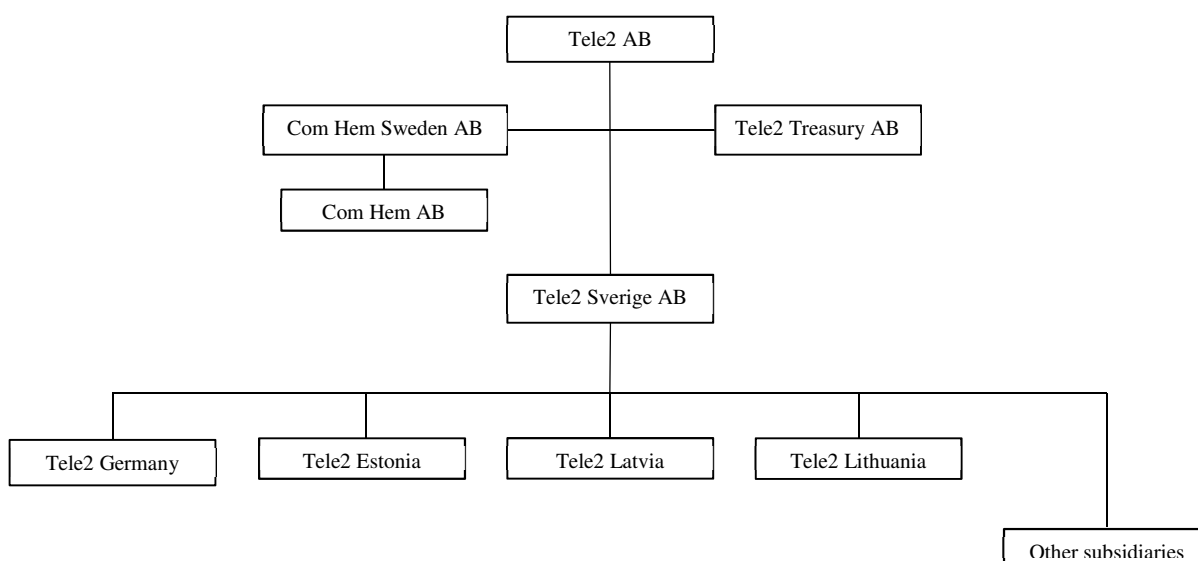 Tele2 AB
Com Hem Sweden AB
Tele2 Treasury AB
Com Hem AB
Tele2 Sverige AB
Tele2 Germany
Tele2 Estonia
Tele2 Latvia
Tele2 Lithuania
Other subsidiaries